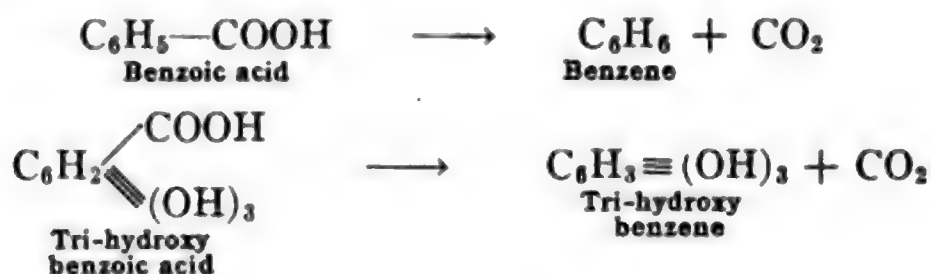 C₆H₅—COOH ⟶ C₆H₆ + CO₂
Benzoic acid Benzene
COOH
C₆H₂ ⟶ C₆H₃≡(OH)₃ + CO₂
(OH)₃ Tri-hydroxy
Tri-hydroxy benzene
benzoic acid